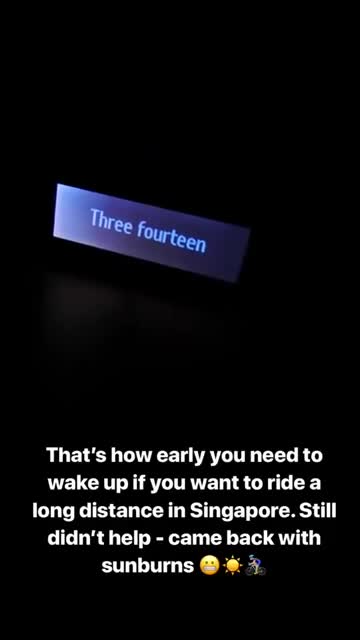 Three fourteen
That's how early you need to
wake up if you want to ride a
long distance in Singapore. Still
didn't help - came back with
sunburns 😬☀️🚴🏿‍♀️